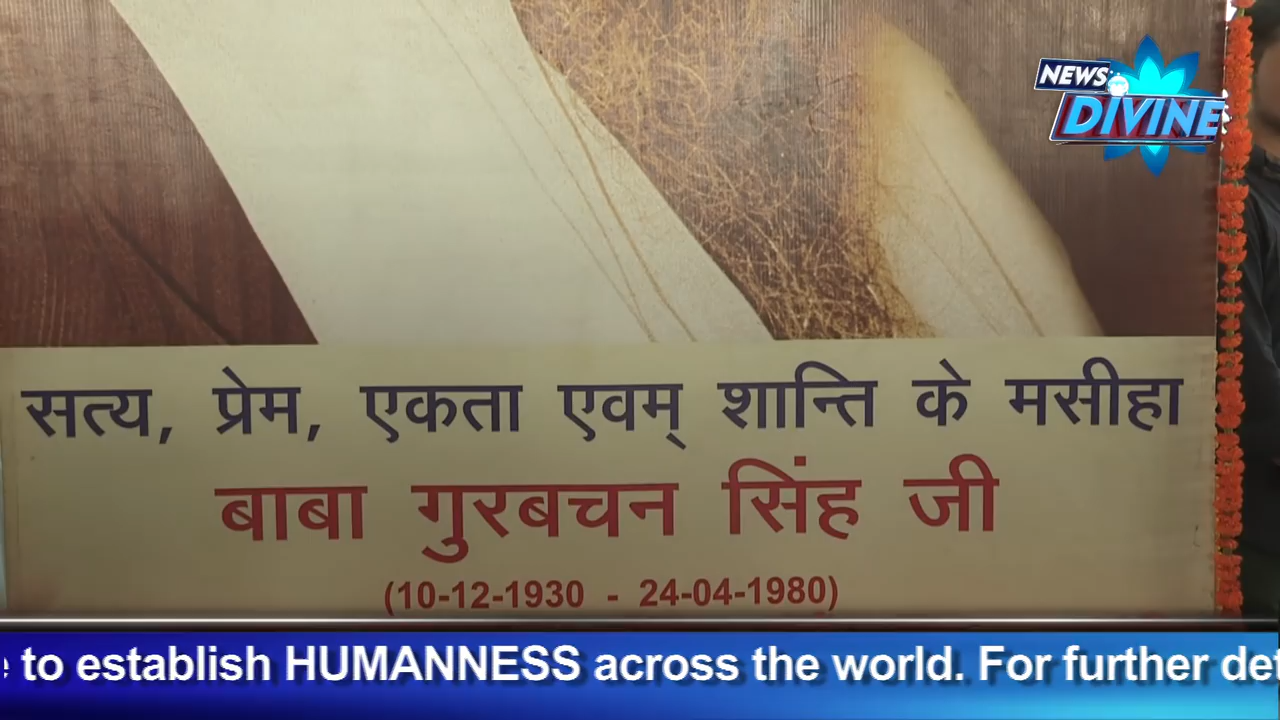 NEWS
DIVINE
सत्य, प्रेम, एकता एवम् शान्ति के मसीहा
बाबा गुरबचन सिंह जी
(10-12-1930 - 24-04-1980)
to establish HUMANNESS across the world. For further det